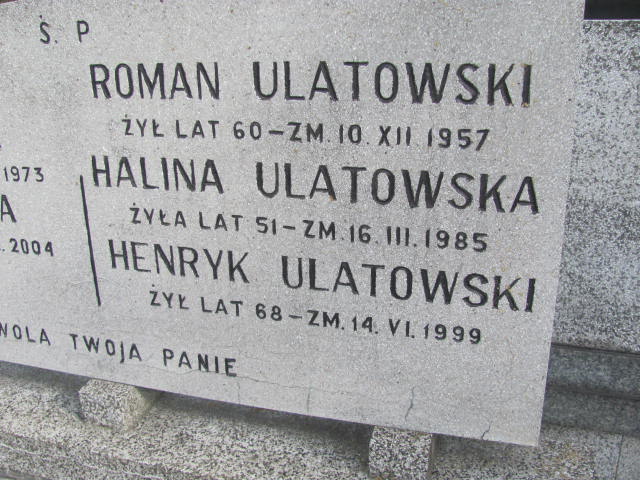 Ś. P
ROMAN ULATOWSKI
ŻYŁ LAT 60 – ZM. 10. XII. 1957
HALINA ULATOWSKA
ŻYŁA LAT 51 – ZM. 16. III. 1985
HENRYK ULATOWSKI
ŻYŁ LAT 68 – ZM. 14. VI. 1999
1973
A
. 2004
WOLA TWOJA PANIE